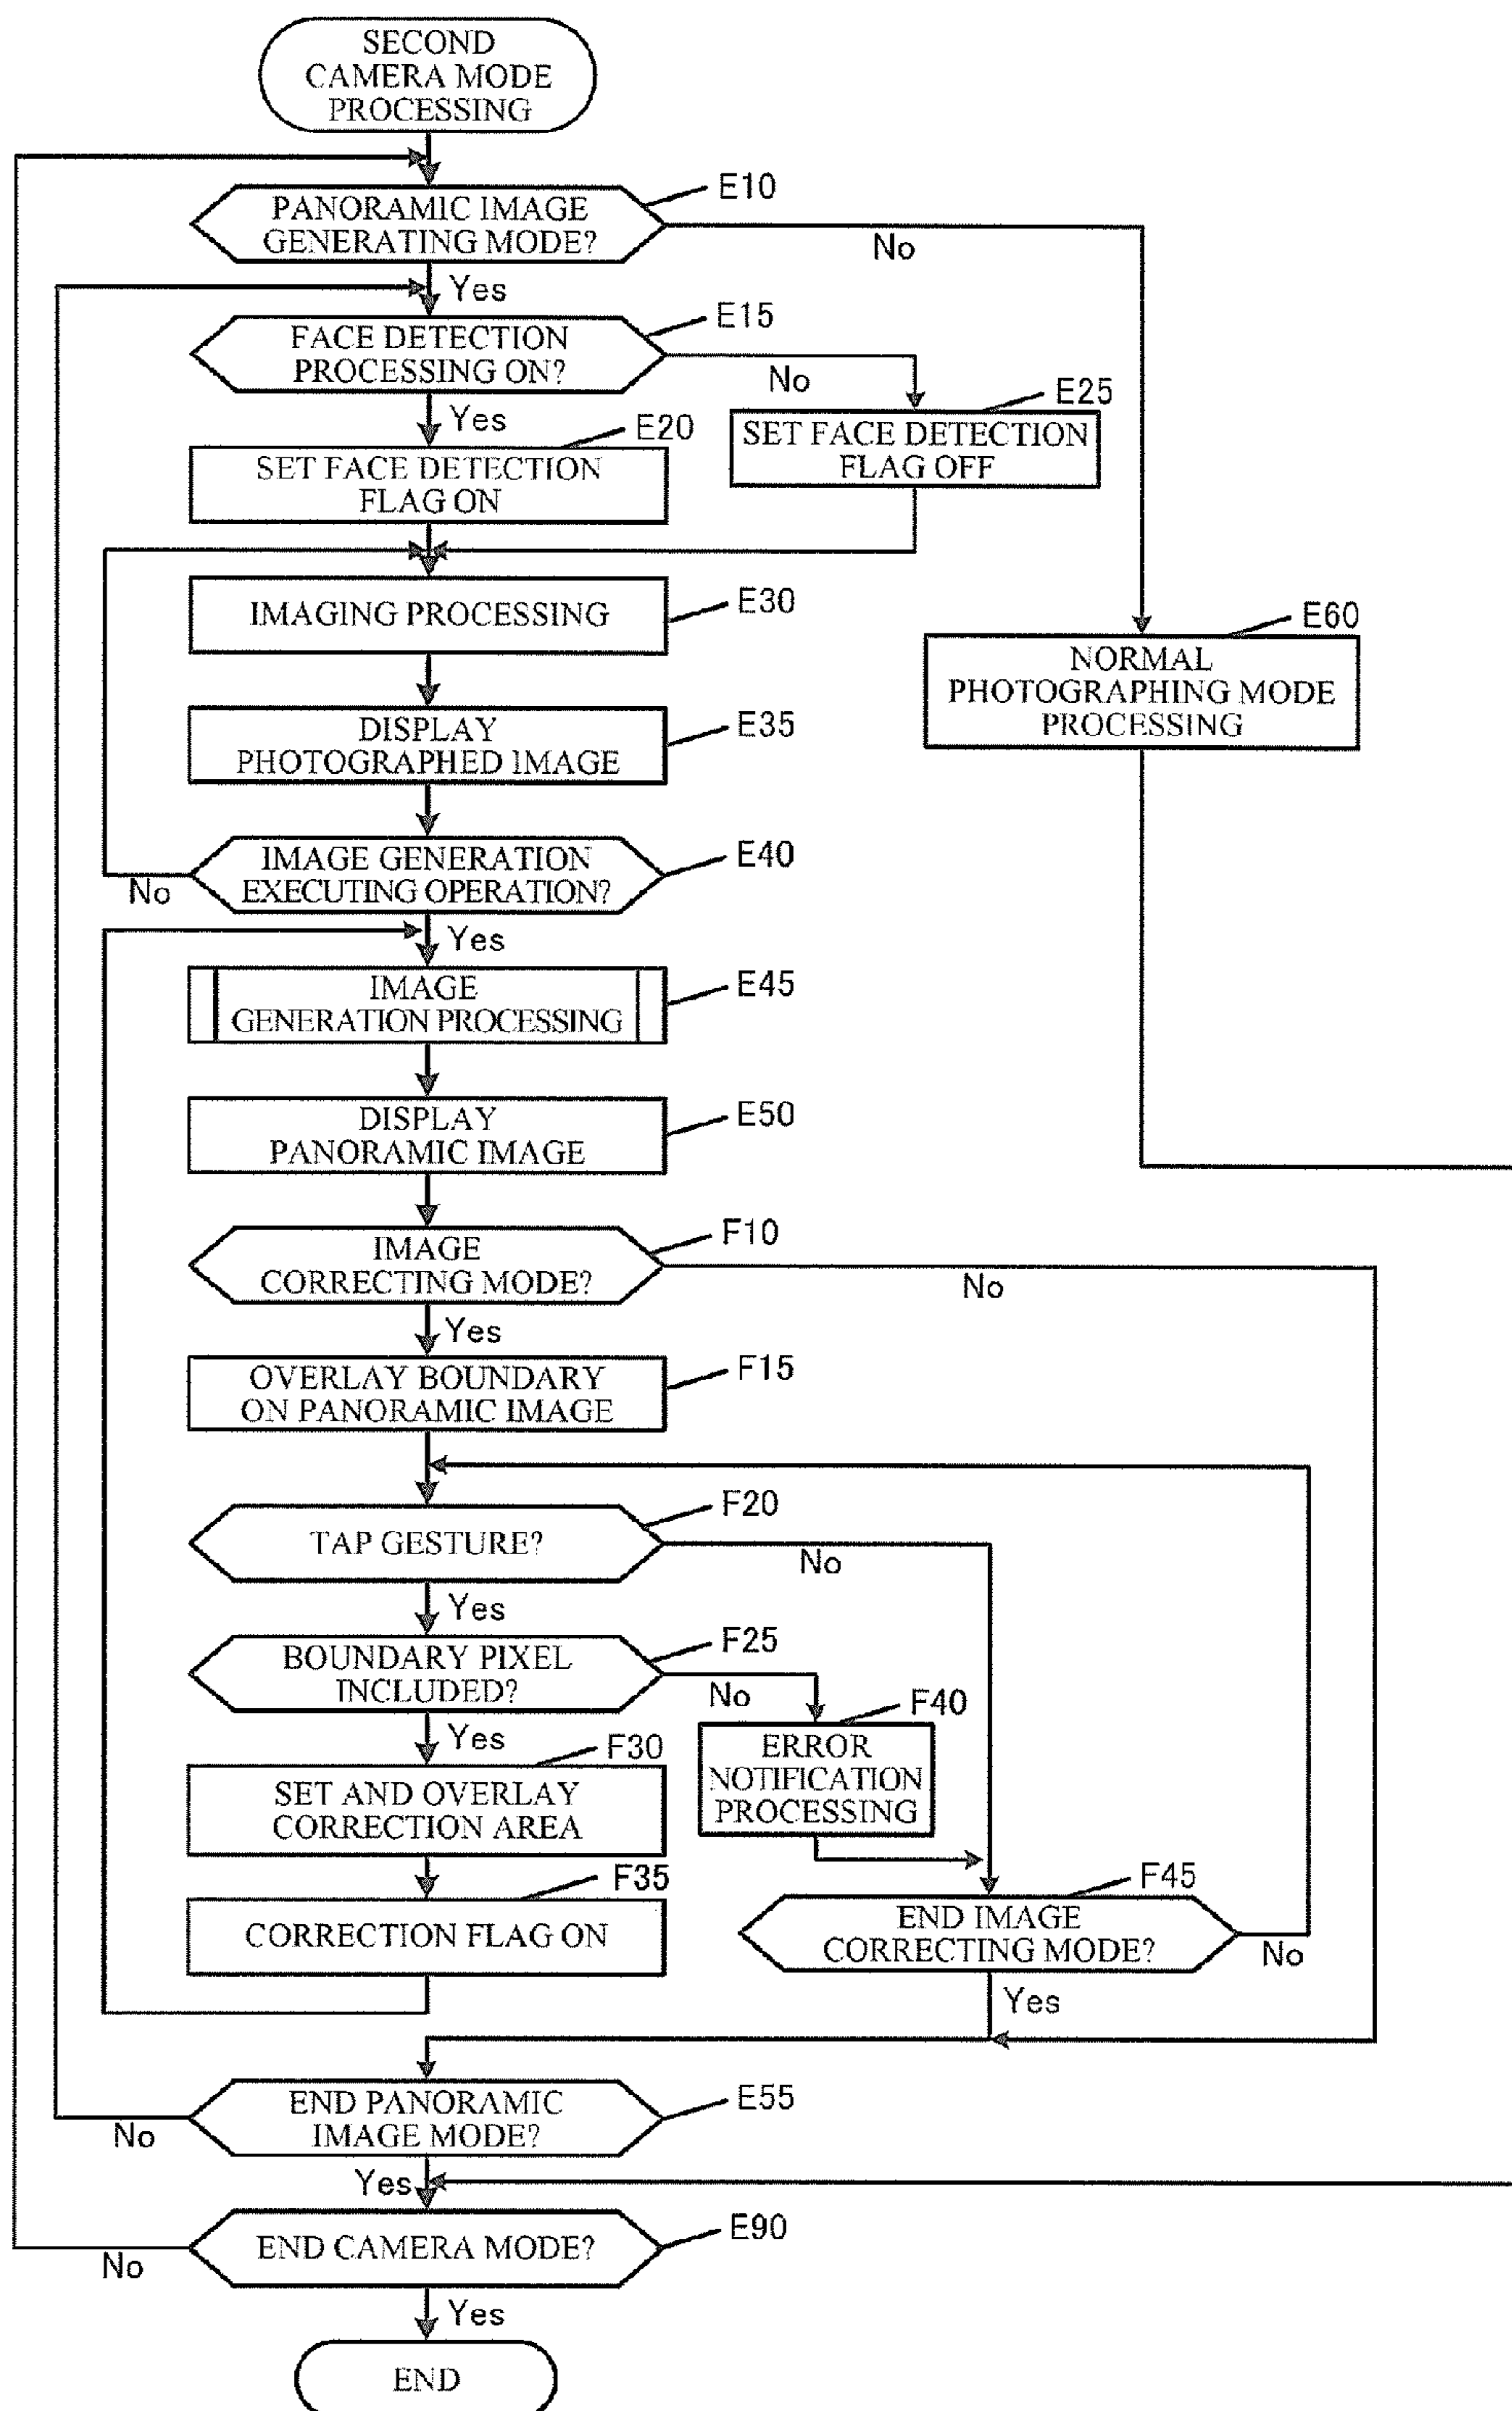 SECOND
CAMERA MODE
PROCESSING
E10
PANORAMIC IMAGE
GENERATING MODE?
No
Yes
E15
FACE DETECTION
PROCESSING ON?
No
Yes
E25
SET FACE DETECTION
FLAG OFF
E20
SET FACE DETECTION
FLAG ON
E30
IMAGING PROCESSING
E60
NORMAL
PHOTOGRAPHING MODE
PROCESSING
E35
DISPLAY
PHOTOGRAPHED IMAGE
E40
IMAGE GENERATION
EXECUTING OPERATION?
No
Yes
E45
IMAGE
GENERATION PROCESSING
E50
DISPLAY
PANORAMIC IMAGE
F10
IMAGE
CORRECTING MODE?
No
Yes
F15
OVERLAY BOUNDARY
ON PANORAMIC IMAGE
F20
TAP GESTURE?
No
Yes
F25
BOUNDARY PIXEL
INCLUDED?
No
Yes
F40
ERROR
NOTIFICATION
PROCESSING
F30
SET AND OVERLAY
CORRECTION AREA
F35
CORRECTION FLAG ON
F45
END IMAGE
CORRECTING MODE?
No
Yes
E55
END PANORAMIC
IMAGE MODE?
No
Yes
E90
END CAMERA MODE?
No
Yes
END